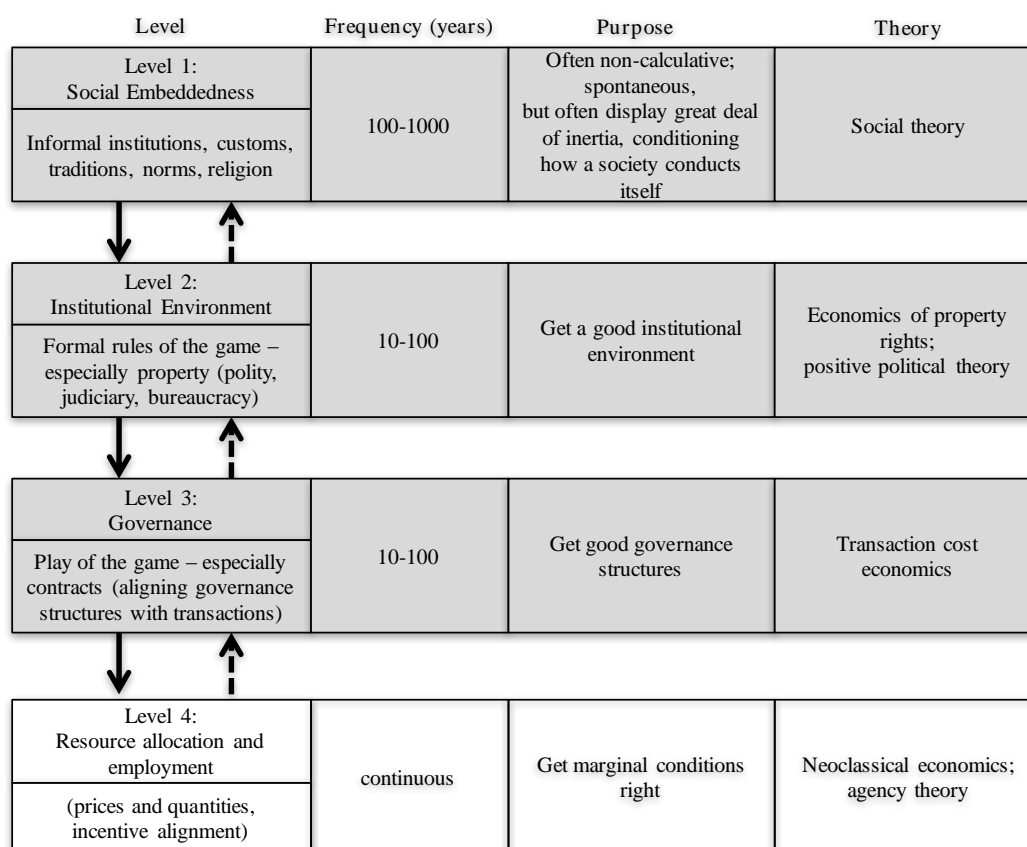 Level
Frequency (years)
Purpose
Theory
Level 1:
Social Embeddedness
Informal institutions, customs,
traditions, norms, religion
100-1000
Often non-calculative;
spontaneous,
but often display great deal
of inertia, conditioning
how a society conducts
itself
Social theory
Level 2:
Institutional Environment
Formal rules of the game –
especially property (polity,
judiciary, bureaucracy)
10-100
Get a good institutional
environment
Economics of property
rights;
positive political theory
Level 3:
Governance
Play of the game – especially
contracts (aligning governance
structures with transactions)
10-100
Get good governance
structures
Transaction cost
economics
Level 4:
Resource allocation and
employment
(prices and quantities,
incentive alignment)
continuous
Get marginal conditions
right
Neoclassical economics;
agency theory